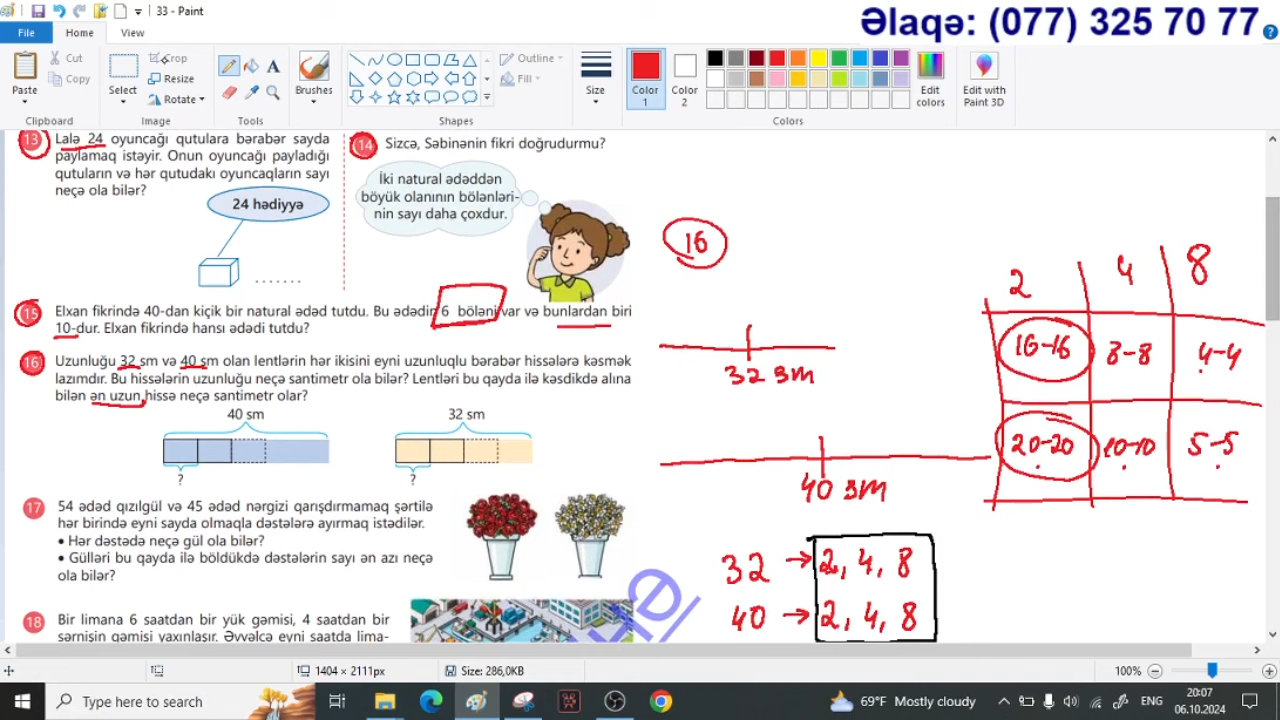 33 - Paint
Əlaqə: (077) 325 70 77
File Home View
Paste
Cut
Copy
Clipboard
Select
Crop
Resize
Rotate
Image
Tools
Brushes
Shapes
Outline
Fill
Size
Color 1
Color 2
Colors
Edit colors
Edit with Paint 3D
13 Lalə 24 oyuncağı qutulara bərabər sayda
paylamaq istəyir. Onun oyuncağı payladığı
qutuların və hər qutudakı oyuncaqların sayı
neçə ola bilər?
24 hədiyyə
.......
14 Sizcə, Səbinənin fikri doğrudurmu?
İki natural ədəddən
böyük olanının bölənləri-
nin sayı daha çoxdur.
15 Elxan fikrində 40-dan kiçik bir natural ədəd tutdu. Bu ədədin 6 böləni var və bunlardan biri
10-dur. Elxan fikrində hansı ədədi tutdu?
16 Uzunluğu 32 sm və 40 sm olan lentlərin hər ikisini eyni uzunluqlu bərabər hissələrə kəsmək
lazımdır. Bu hissələrin uzunluğu neçə santimetr ola bilər? Lentləri bu qayda ilə kəsdikdə alına
bilən ən uzun hissə neçə santimetr olar?
40 sm
?
32 sm
?
17 54 ədəd qızılgül və 45 ədəd nərgizi qarışdırmamaq şərtilə
hər birində eyni sayda olmaqla dəstələrə ayırmaq istədilər.
• Hər dəstədə neçə gül ola bilər?
• Gülləri bu qayda ilə böldükdə dəstələrin sayı ən azı neçə
ola bilər?
18 Bir limana 6 saatdan bir yük gəmisi, 4 saatdan bir
sərnişin gəmisi yaxınlaşır. Əvvəlcə eyni saatda lima-
16
32 sm
40 sm
2 4 8
16-16 8-8 4-4
20-20 10-10 5-5
32 → 2, 4, 8
40 → 2, 4, 8
1404 × 2111px
Size: 286,0KB
100%
Type here to search
69°F Mostly cloudy
ENG
20:07
06.10.2024